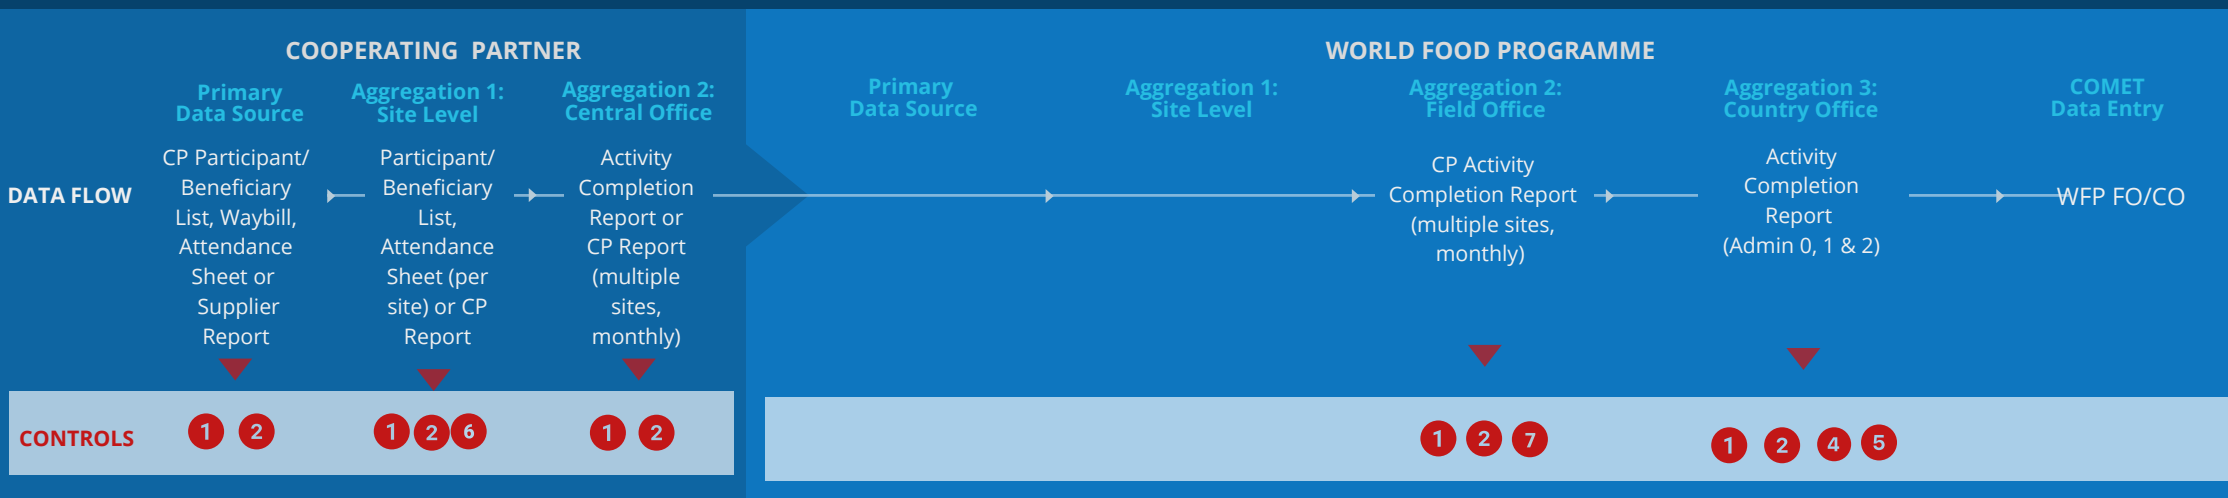 COOPERATING PARTNER
Primary
Data Source
Aggregation 1:
Site Level
Aggregation 2:
Central Office
WORLD FOOD PROGRAMME
Primary
Data Source
Aggregation 1:
Site Level
Aggregation 2:
Field Office
Aggregation 3:
Country Office
COMET
Data Entry
DATA FLOW
CP Participant/
Beneficiary
List, Waybill,
Attendance
Sheet or
Supplier
Report
Participant/
Beneficiary
List,
Attendance
Sheet (per
site) or CP
Report
Activity
Completion
Report or
CP Report
(multiple
sites,
monthly)
CP Activity
Completion Report
(multiple sites,
monthly)
Activity
Completion
Report
(Admin 0, 1 & 2)
WFP FO/CO
CONTROLS
1 2
1 2 6
1 2
1 2 7
1 2 4 5